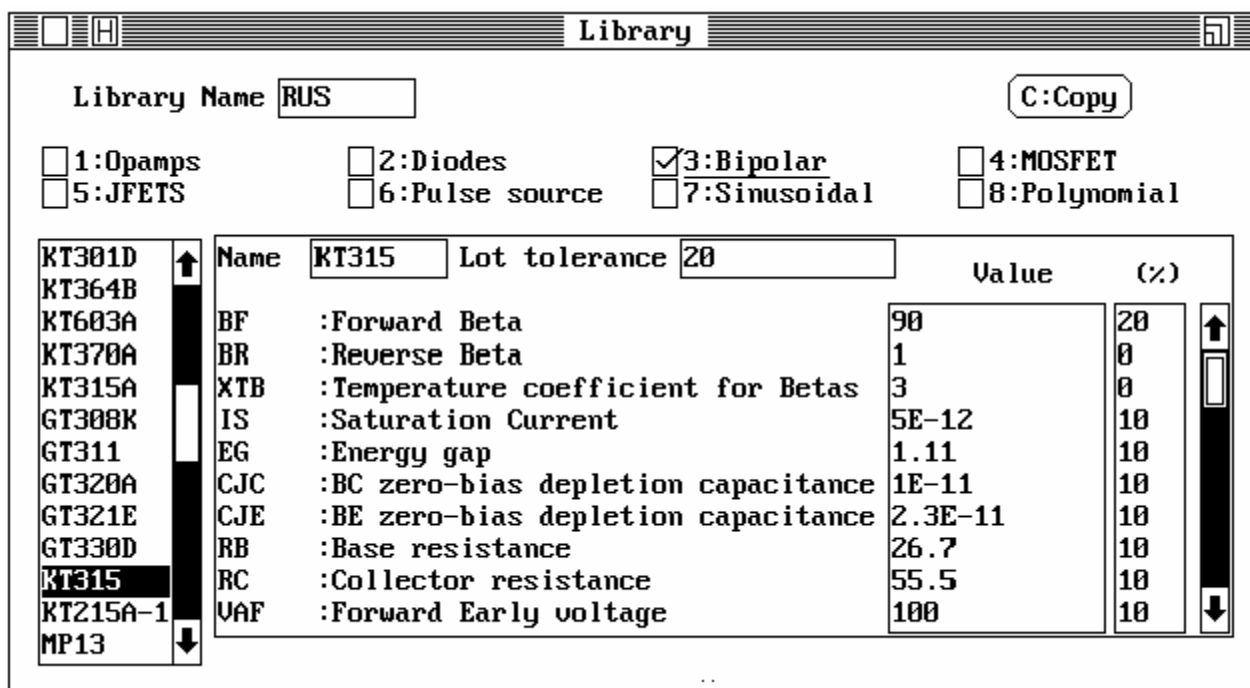 Library
Library Name RUS C:Copy
1:Opamps 2:Diodes 3:Bipolar 4:MOSFET
5:JFETS 6:Pulse source 7:Sinusoidal 8:Polynomial
KT301D
KT364B
KT603A
KT370A
KT315A
GT308K
GT311
GT320A
GT321E
GT330D
KT315
KT215A-1
MP13
Name KT315 Lot tolerance 20 Value (%)
BF :Forward Beta 90 20
BR :Reverse Beta 1 0
XTB :Temperature coefficient for Betas 3 0
IS :Saturation Current 5E-12 10
EG :Energy gap 1.11 10
CJC :BC zero-bias depletion capacitance 1E-11 10
CJE :BE zero-bias depletion capacitance 2.3E-11 10
RB :Base resistance 26.7 10
RC :Collector resistance 55.5 10
VAF :Forward Early voltage 100 10